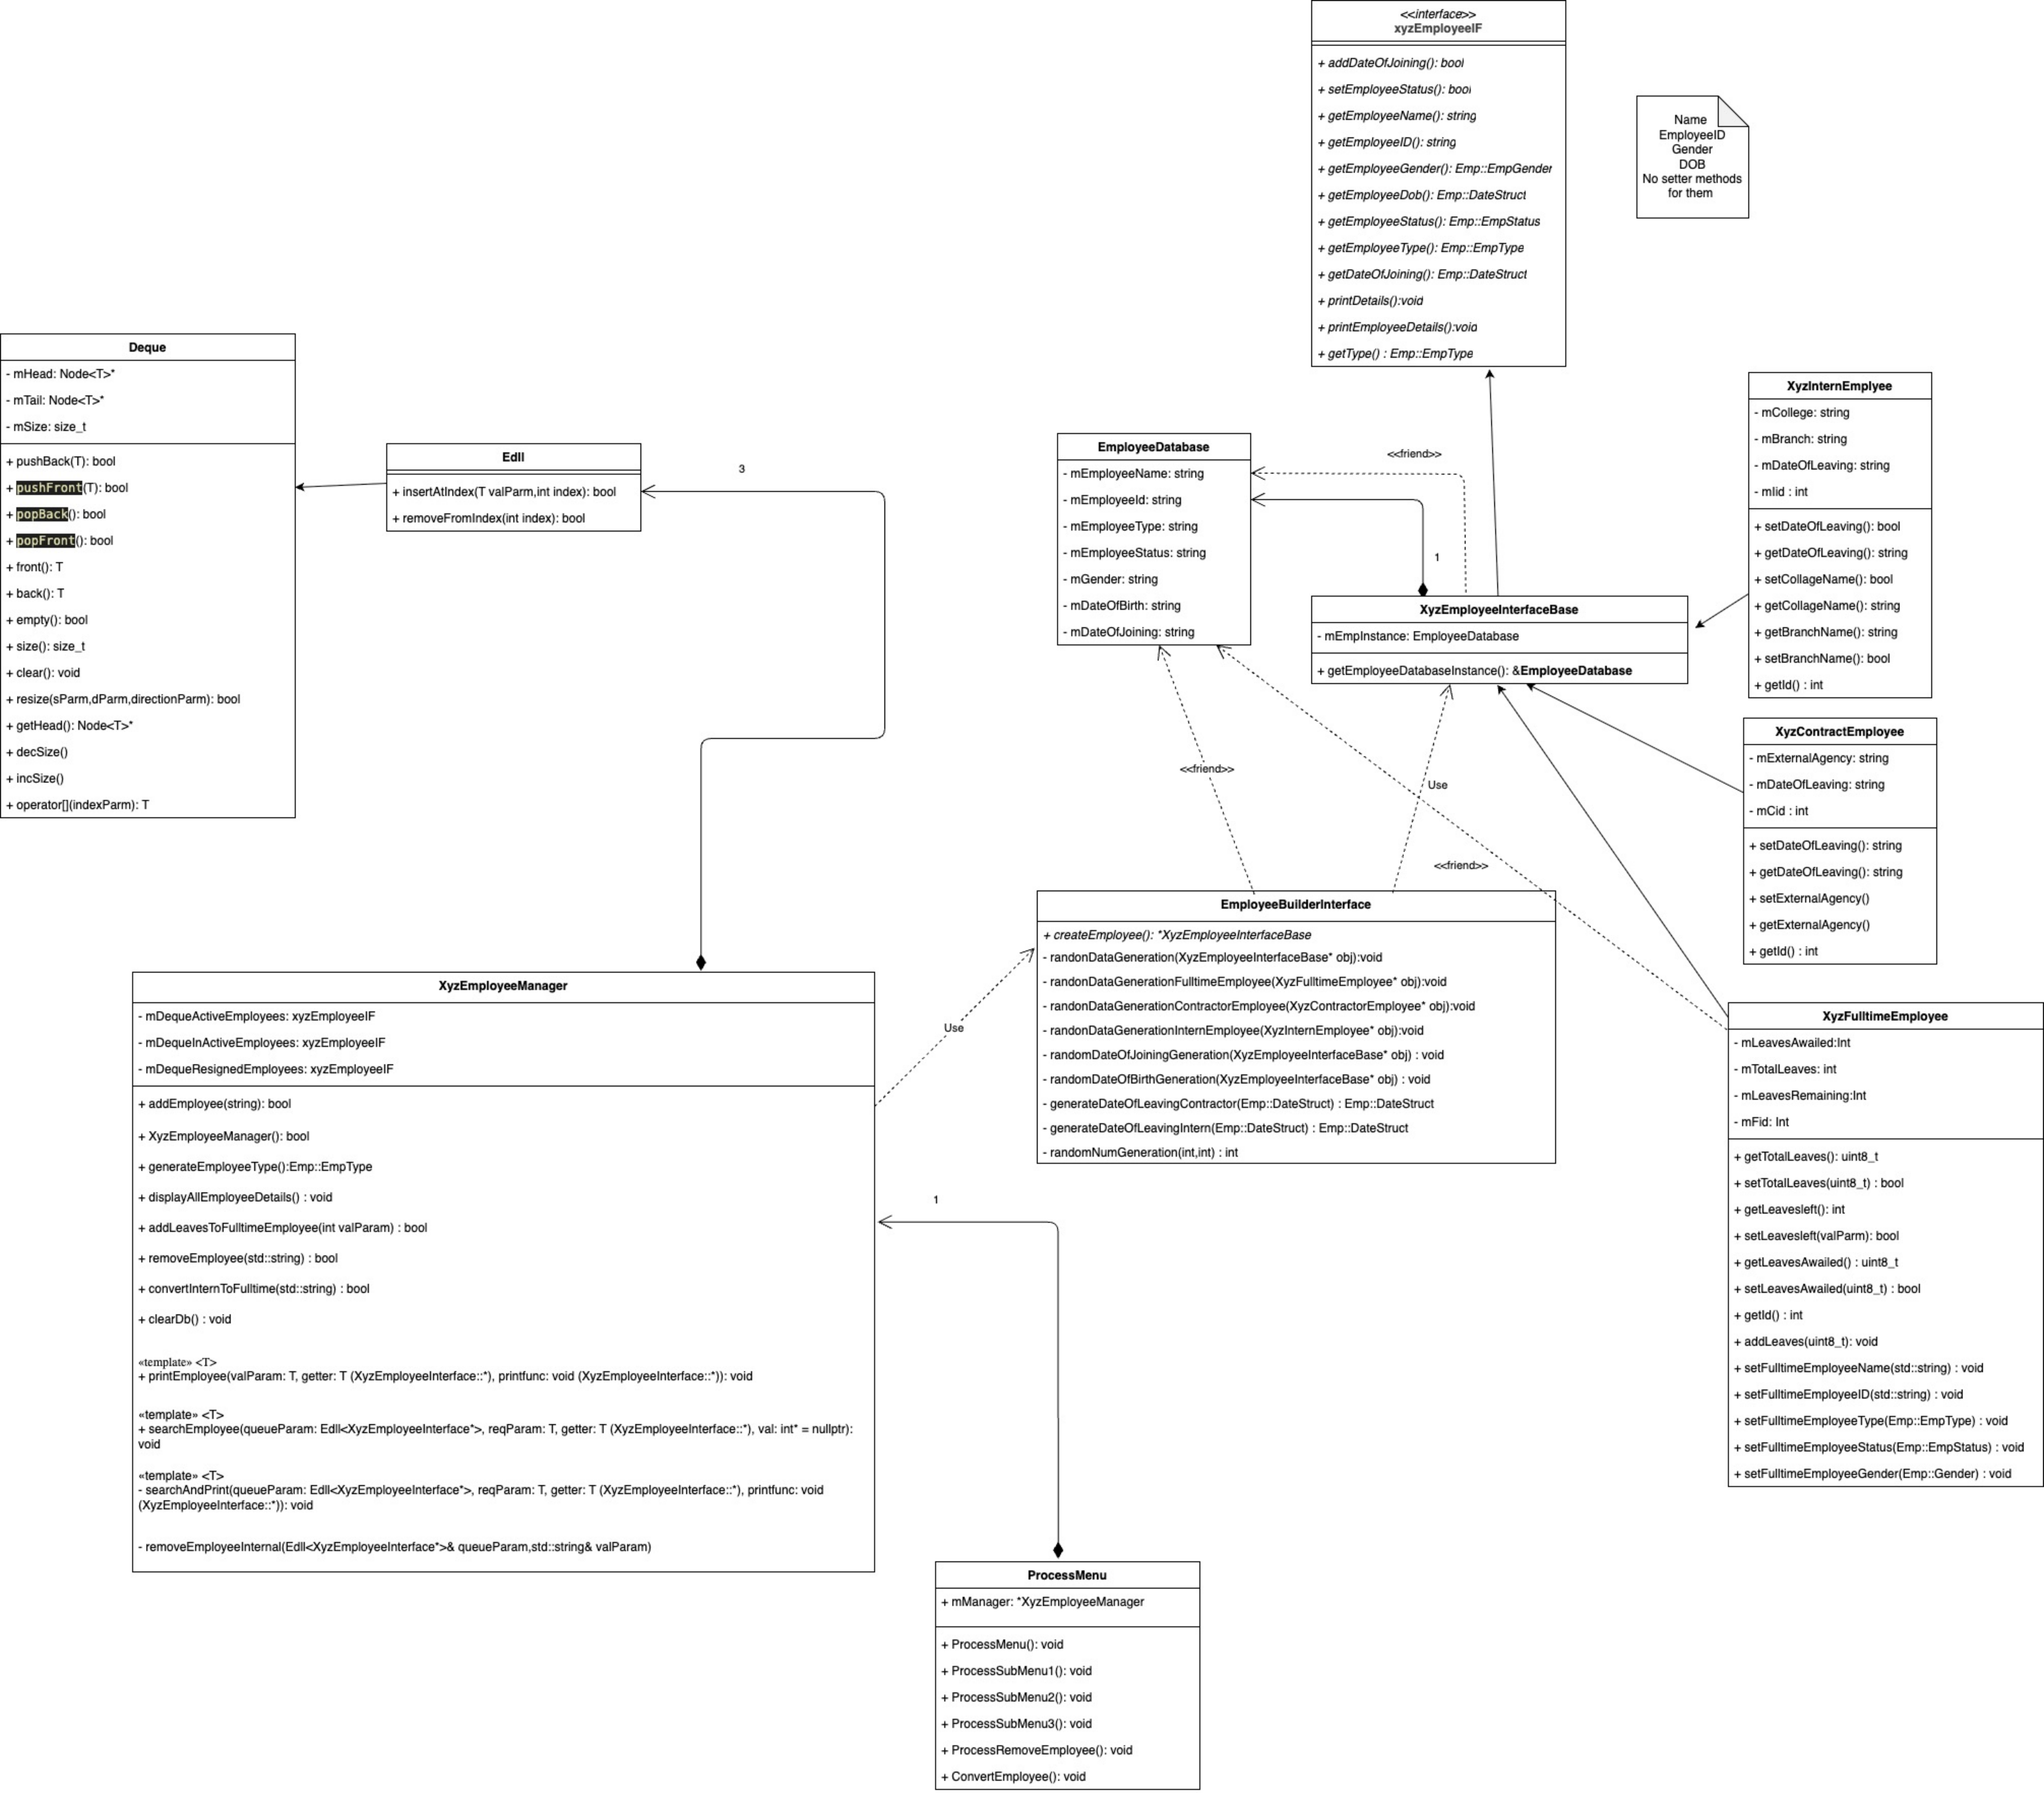 <<interface>>
xyzEmployeeIF
+ addDateOfJoining(): bool
+ setEmployeeStatus(): bool
+ getEmployeeName(): string
+ getEmployeeID(): string
+ getEmployeeGender(): Emp::EmpGender
+ getEmployeeDob(): Emp::DateStruct
+ getEmployeeStatus(): Emp::EmpStatus
+ getEmployeeType(): Emp::EmpType
+ getDateOfJoining(): Emp::DateStruct
+ printDetails():void
+ printEmployeeDetails():void
+ getType() : Emp::EmpType
Name
EmployeeID
Gender
DOB
No setter methods
for them
Deque
- mHead: Node<T>*
- mTail: Node<T>*
- mSize: size_t
+ pushBack(T): bool
+ pushFront(T): bool
+ popBack(): bool
+ popFront(): bool
+ front(): T
+ back(): T
+ empty(): bool
+ size(): size_t
+ clear(): void
+ resize(sParm,dParm,directionParm): bool
+ getHead(): Node<T>*
+ decSize()
+ incSize()
+ operator[](indexParm): T
Edll
+ insertAtIndex(T valParm,int index): bool
+ removeFromIndex(int index): bool
3
EmployeeDatabase
- mEmployeeName: string
- mEmployeeId: string
- mEmployeeType: string
- mEmployeeStatus: string
- mGender: string
- mDateOfBirth: string
- mDateOfJoining: string
<<friend>>
1
XyzEmployeeInterfaceBase
- mEmpInstance: EmployeeDatabase
+ getEmployeeDatabaseInstance(): &EmployeeDatabase
XyzInternEmplyee
- mCollege: string
- mBranch: string
- mDateOfLeaving: string
- mIid : int
+ setDateOfLeaving(): bool
+ getDateOfLeaving(): string
+ setCollageName(): bool
+ getCollageName(): string
+ getBranchName(): string
+ setBranchName(): bool
+ getId() : int
XyzContractEmployee
- mExternalAgency: string
- mDateOfLeaving: string
- mCid : int
+ setDateOfLeaving(): string
+ getDateOfLeaving(): string
+ setExternalAgency()
+ getExternalAgency()
+ getId() : int
<<friend>>
Use
<<friend>>
EmployeeBuilderInterface
+ createEmployee(): *XyzEmployeeInterfaceBase
- randonDataGeneration(XyzEmployeeInterfaceBase* obj):void
- randonDataGenerationFulltimeEmployee(XyzFulltimeEmployee* obj):void
- randonDataGenerationContractorEmployee(XyzContractorEmployee* obj):void
- randonDataGenerationInternEmployee(XyzInternEmployee* obj):void
- randomDateOfJoiningGeneration(XyzEmployeeInterfaceBase* obj) : void
- randomDateOfBirthGeneration(XyzEmployeeInterfaceBase* obj) : void
- generateDateOfLeavingContractor(Emp::DateStruct) : Emp::DateStruct
- generateDateOfLeavingIntern(Emp::DateStruct) : Emp::DateStruct
- randomNumGeneration(int,int) : int
Use
XyzEmployeeManager
- mDequeActiveEmployees: xyzEmployeeIF
- mDequeInActiveEmployees: xyzEmployeeIF
- mDequeResignedEmployees: xyzEmployeeIF
+ addEmployee(string): bool
+ XyzEmployeeManager(): bool
+ generateEmployeeType():Emp::EmpType
+ displayAllEmployeeDetails() : void
+ addLeavesToFulltimeEmployee(int valParam) : bool
+ removeEmployee(std::string) : bool
+ convertInternToFulltime(std::string) : bool
+ clearDb() : void
«template» <T>
+ printEmployee(valParam: T, getter: T (XyzEmployeeInterface::*), printfunc: void (XyzEmployeeInterface::*)): void
«template» <T>
+ searchEmployee(queueParam: Edll<XyzEmployeeInterface*>, reqParam: T, getter: T (XyzEmployeeInterface::*), val: int* = nullptr):
void
«template» <T>
- searchAndPrint(queueParam: Edll<XyzEmployeeInterface*>, reqParam: T, getter: T (XyzEmployeeInterface::*), printfunc: void
(XyzEmployeeInterface::*)): void
- removeEmployeeInternal(Edll<XyzEmployeeInterface*>& queueParam,std::string& valParam)
XyzFulltimeEmployee
- mLeavesAwailed:Int
- mTotalLeaves: int
- mLeavesRemaining:Int
- mFid: Int
+ getTotalLeaves(): uint8_t
+ setTotalLeaves(uint8_t) : bool
+ getLeavesleft(): int
+ setLeavesleft(valParm): bool
+ getLeavesAwailed() : uint8_t
+ setLeavesAwailed(uint8_t) : bool
+ getId() : int
+ addLeaves(uint8_t): void
+ setFulltimeEmployeeName(std::string) : void
+ setFulltimeEmployeeID(std::string) : void
+ setFulltimeEmployeeType(Emp::EmpType) : void
+ setFulltimeEmployeeStatus(Emp::EmpStatus) : void
+ setFulltimeEmployeeGender(Emp::Gender) : void
1
ProcessMenu
+ mManager: *XyzEmployeeManager
+ ProcessMenu(): void
+ ProcessSubMenu1(): void
+ ProcessSubMenu2(): void
+ ProcessSubMenu3(): void
+ ProcessRemoveEmployee(): void
+ ConvertEmployee(): void